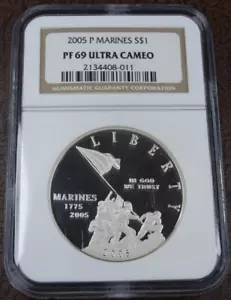 2005 P MARINES S$1
PF 69 ULTRA CAMEO
2134408-011
NUMISMATIC GUARANTY CORPORATION
LIBERTY
IN GOD
WE TRUST
MARINES
1775
2005
2005